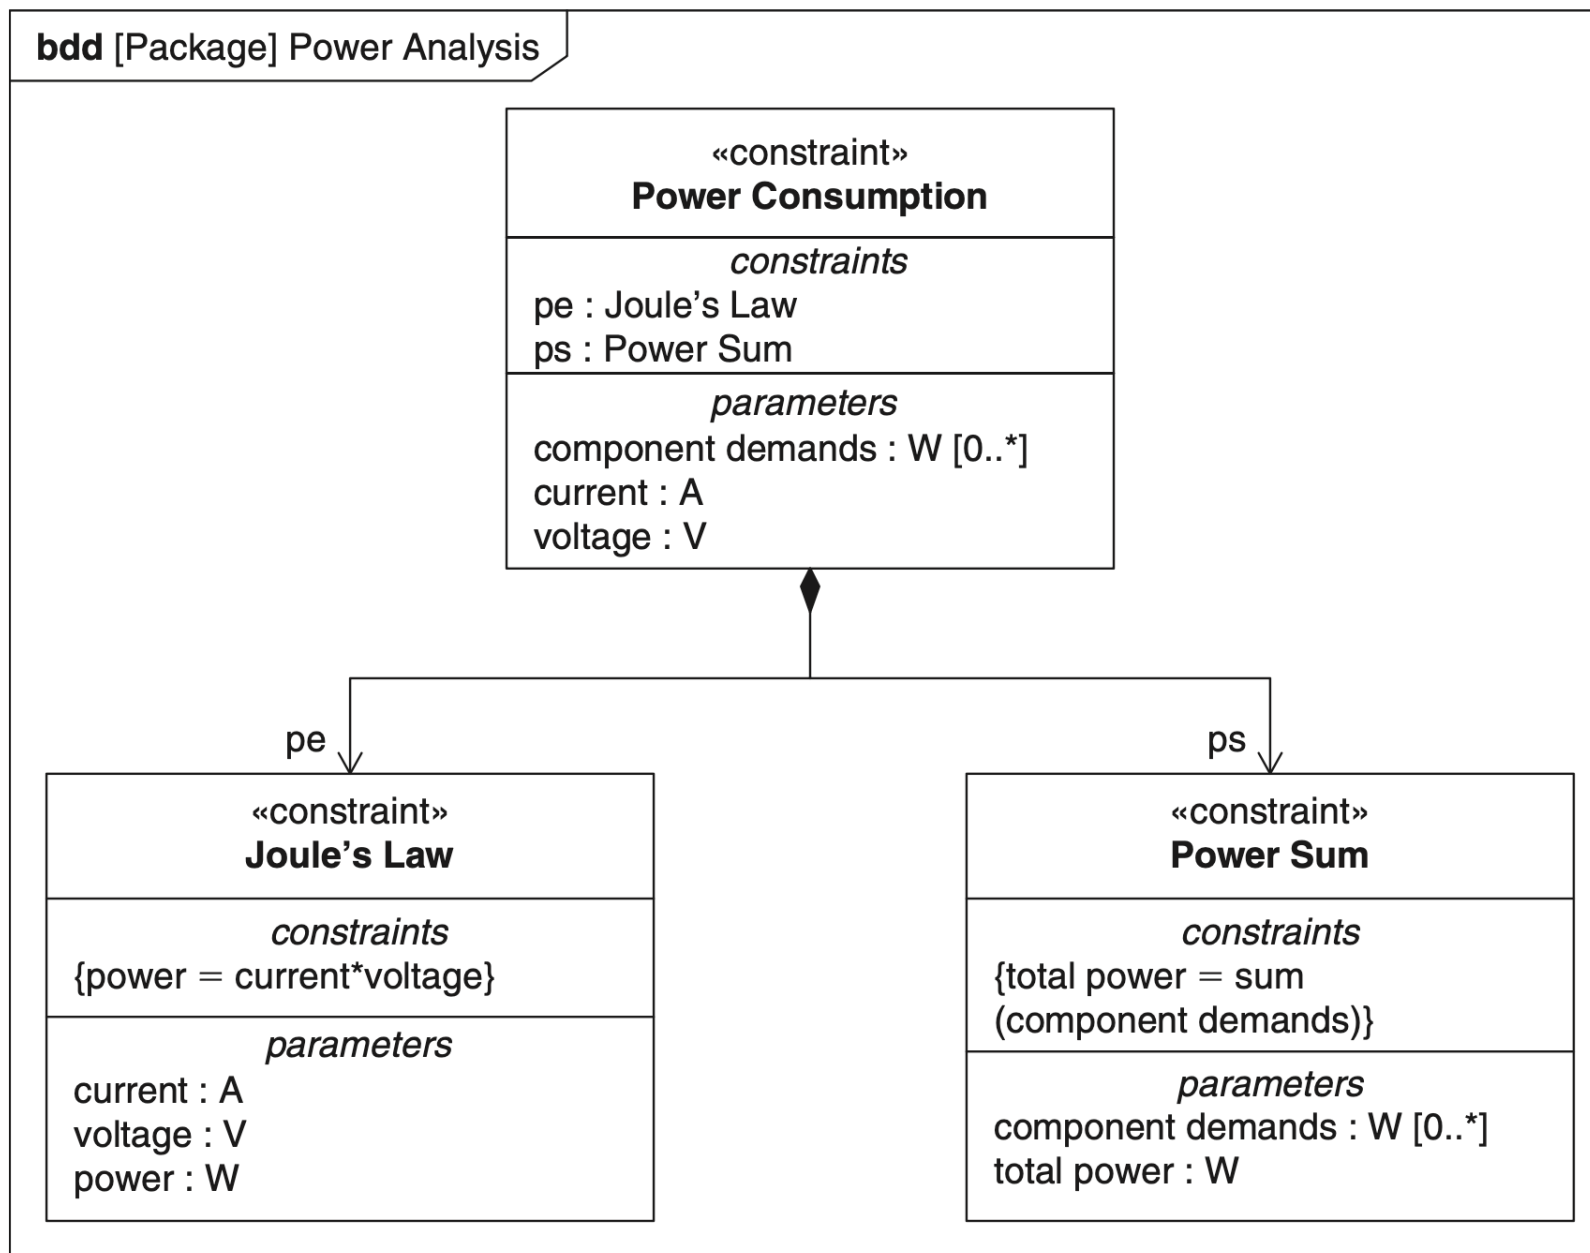 bdd [Package] Power Analysis
«constraint»
Power Consumption
constraints
pe : Joule’s Law
ps : Power Sum
parameters
component demands : W [0..*]
current : A
voltage : V
pe
ps
«constraint»
Joule’s Law
constraints
{power = current*voltage}
parameters
current : A
voltage : V
power : W
«constraint»
Power Sum
constraints
{total power = sum
(component demands)}
parameters
component demands : W [0..*]
total power : W